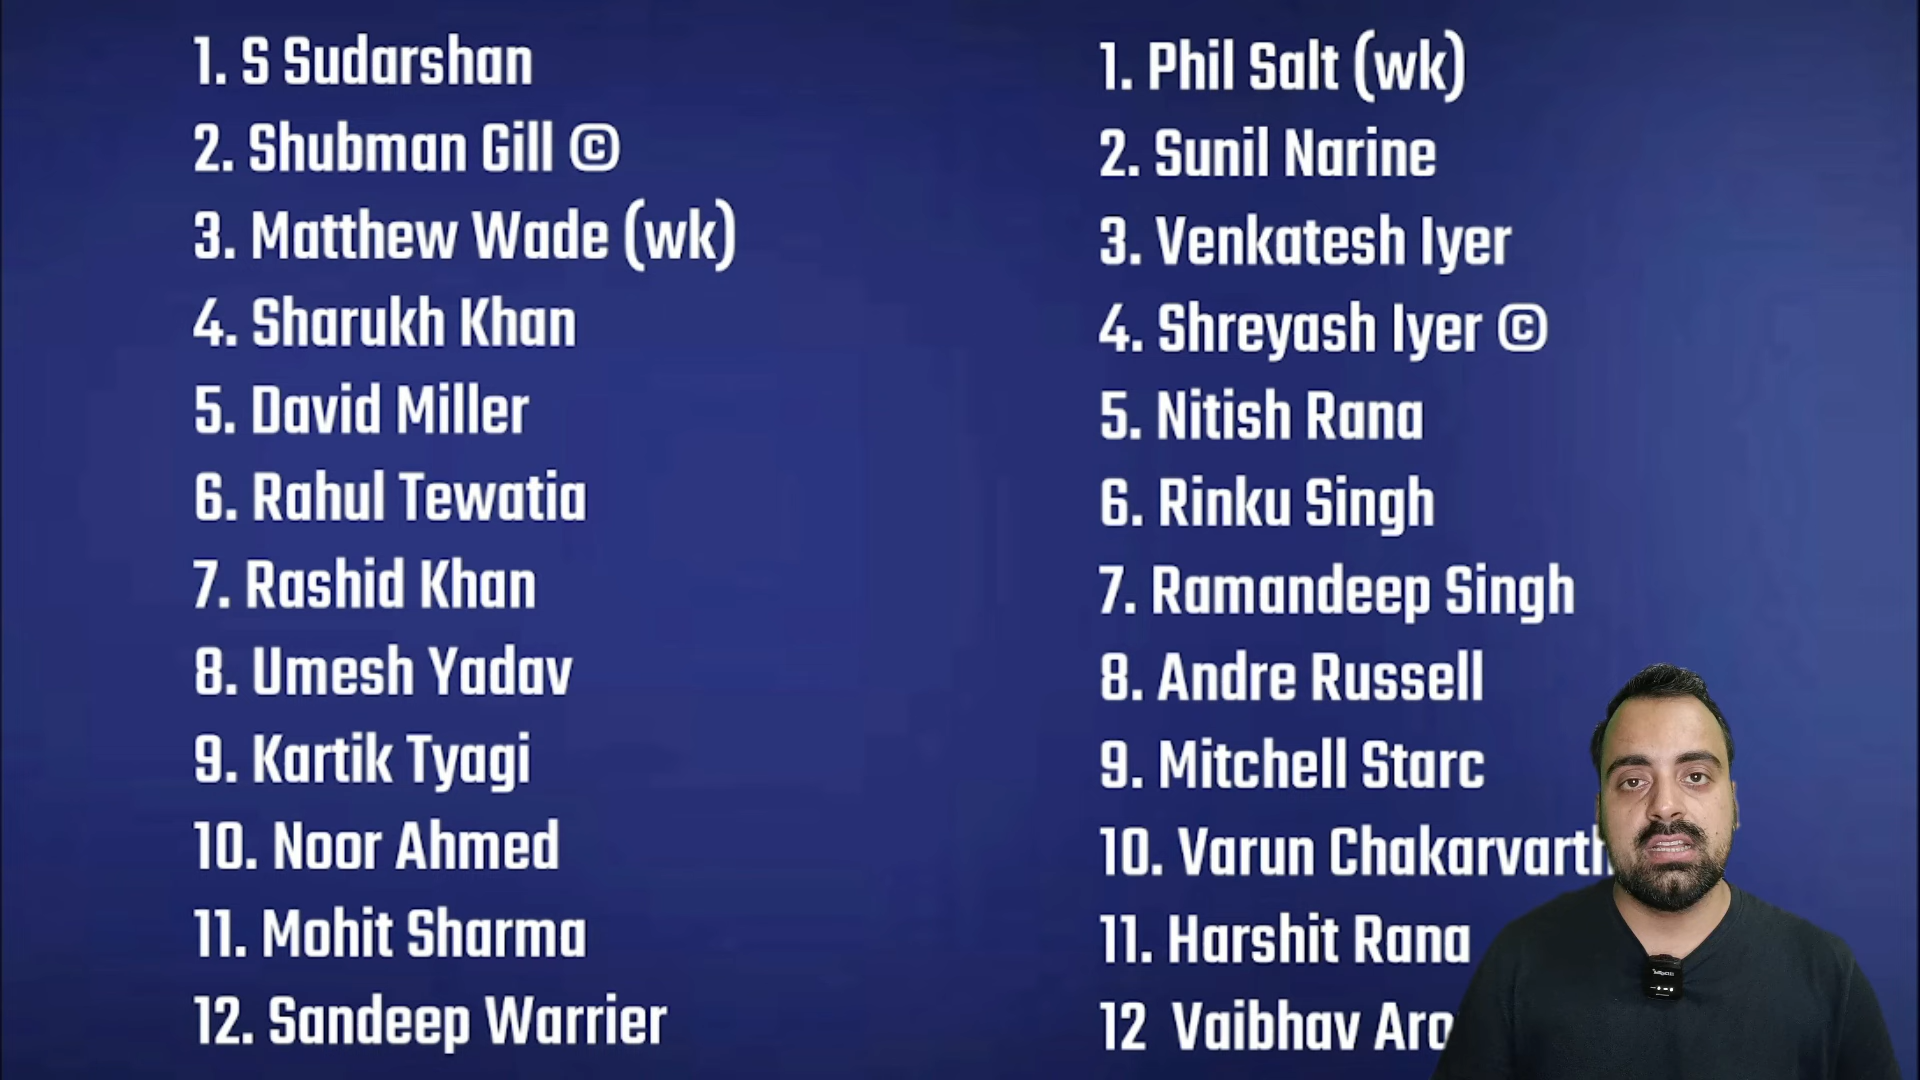 1. S Sudarshan
2. Shubman Gill ©
3. Matthew Wade (wk)
4. Sharukh Khan
5. David Miller
6. Rahul Tewatia
7. Rashid Khan
8. Umesh Yadav
9. Kartik Tyagi
10. Noor Ahmed
11. Mohit Sharma
12. Sandeep Warrier
1. Phil Salt (wk)
2. Sunil Narine
3. Venkatesh Iyer
4. Shreyash Iyer ©
5. Nitish Rana
6. Rinku Singh
7. Ramandeep Singh
8. Andre Russell
9. Mitchell Starc
10. Varun
11. Harshit Rana
12 Vaibhav